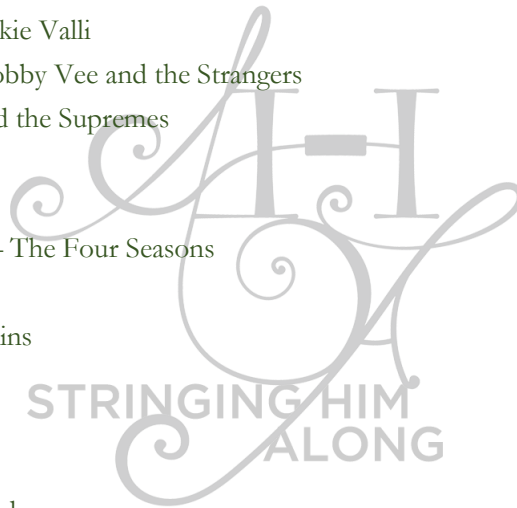 kie Valli
obby Vee and the Strangers
d the Supremes
– The Four Seasons
ins
STRINGING HIM
ALONG